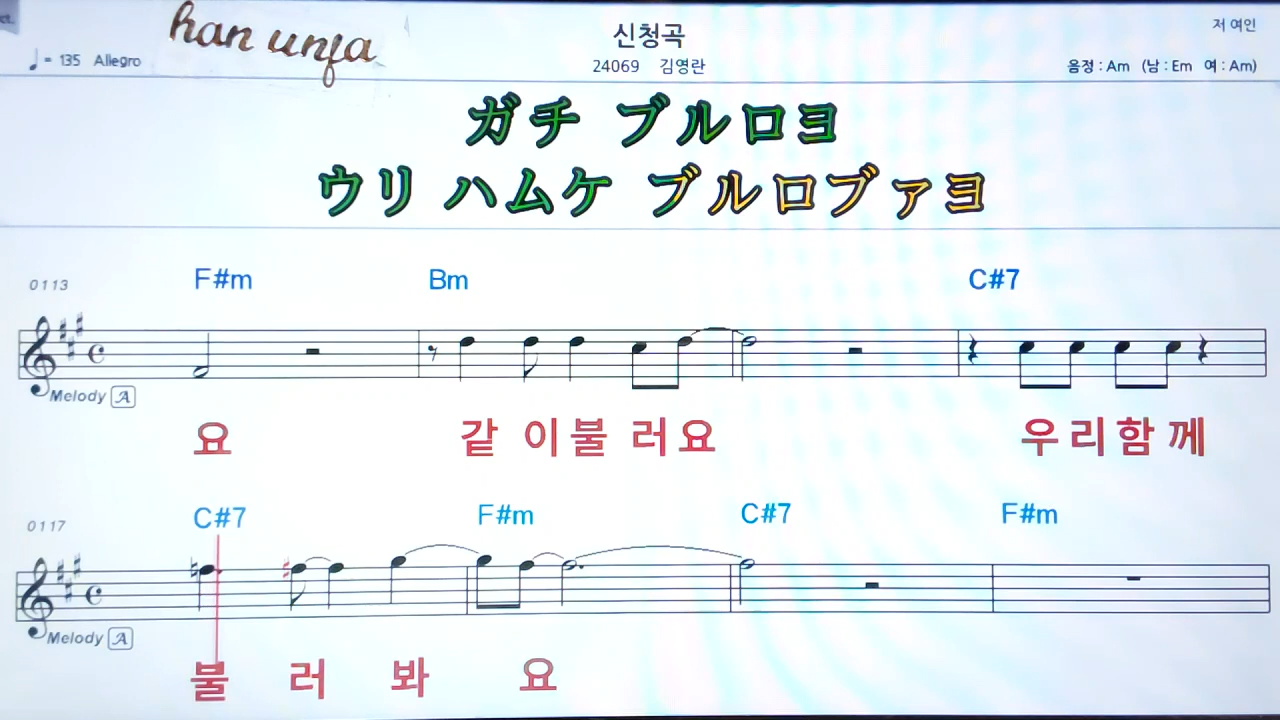 ct.
han unja
♩= 135 Allegro
신청곡
24069 김영란
저 여인
음정 : Am (남 : Em 여 : Am)
ガチ ブルロヨ
ウリ ハムケ ブルロブァヨ
0113
F#m Bm C#7
Melody A
요 같 이 불 러 요 우 리 함 께
0117
C#7 F#m C#7 F#m
Melody A
불 러 봐 요